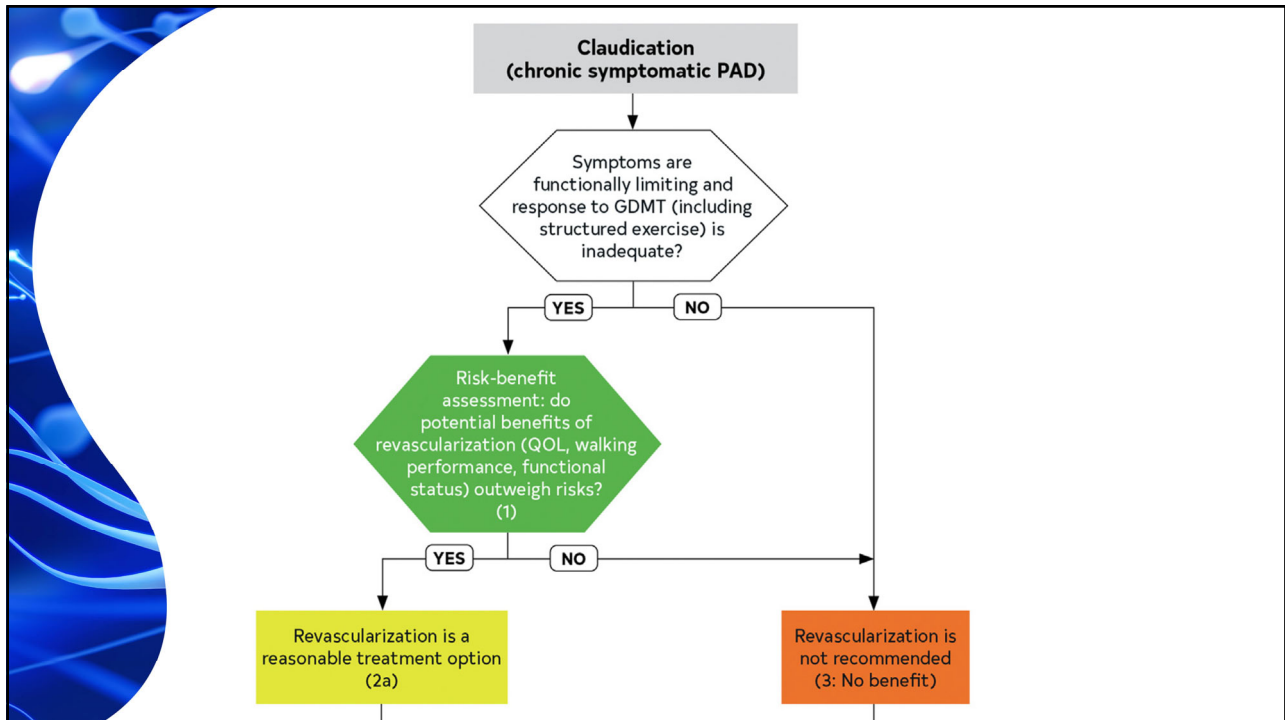 Claudication
(chronic symptomatic PAD)
Symptoms are
functionally limiting and
response to GDMT (including
structured exercise) is
inadequate?
YES
NO
Risk-benefit
assessment: do
potential benefits of
revascularization (QOL, walking
performance, functional
status) outweigh risks?
(1)
YES
NO
Revascularization is a
reasonable treatment option
(2a)
Revascularization is
not recommended
(3: No benefit)